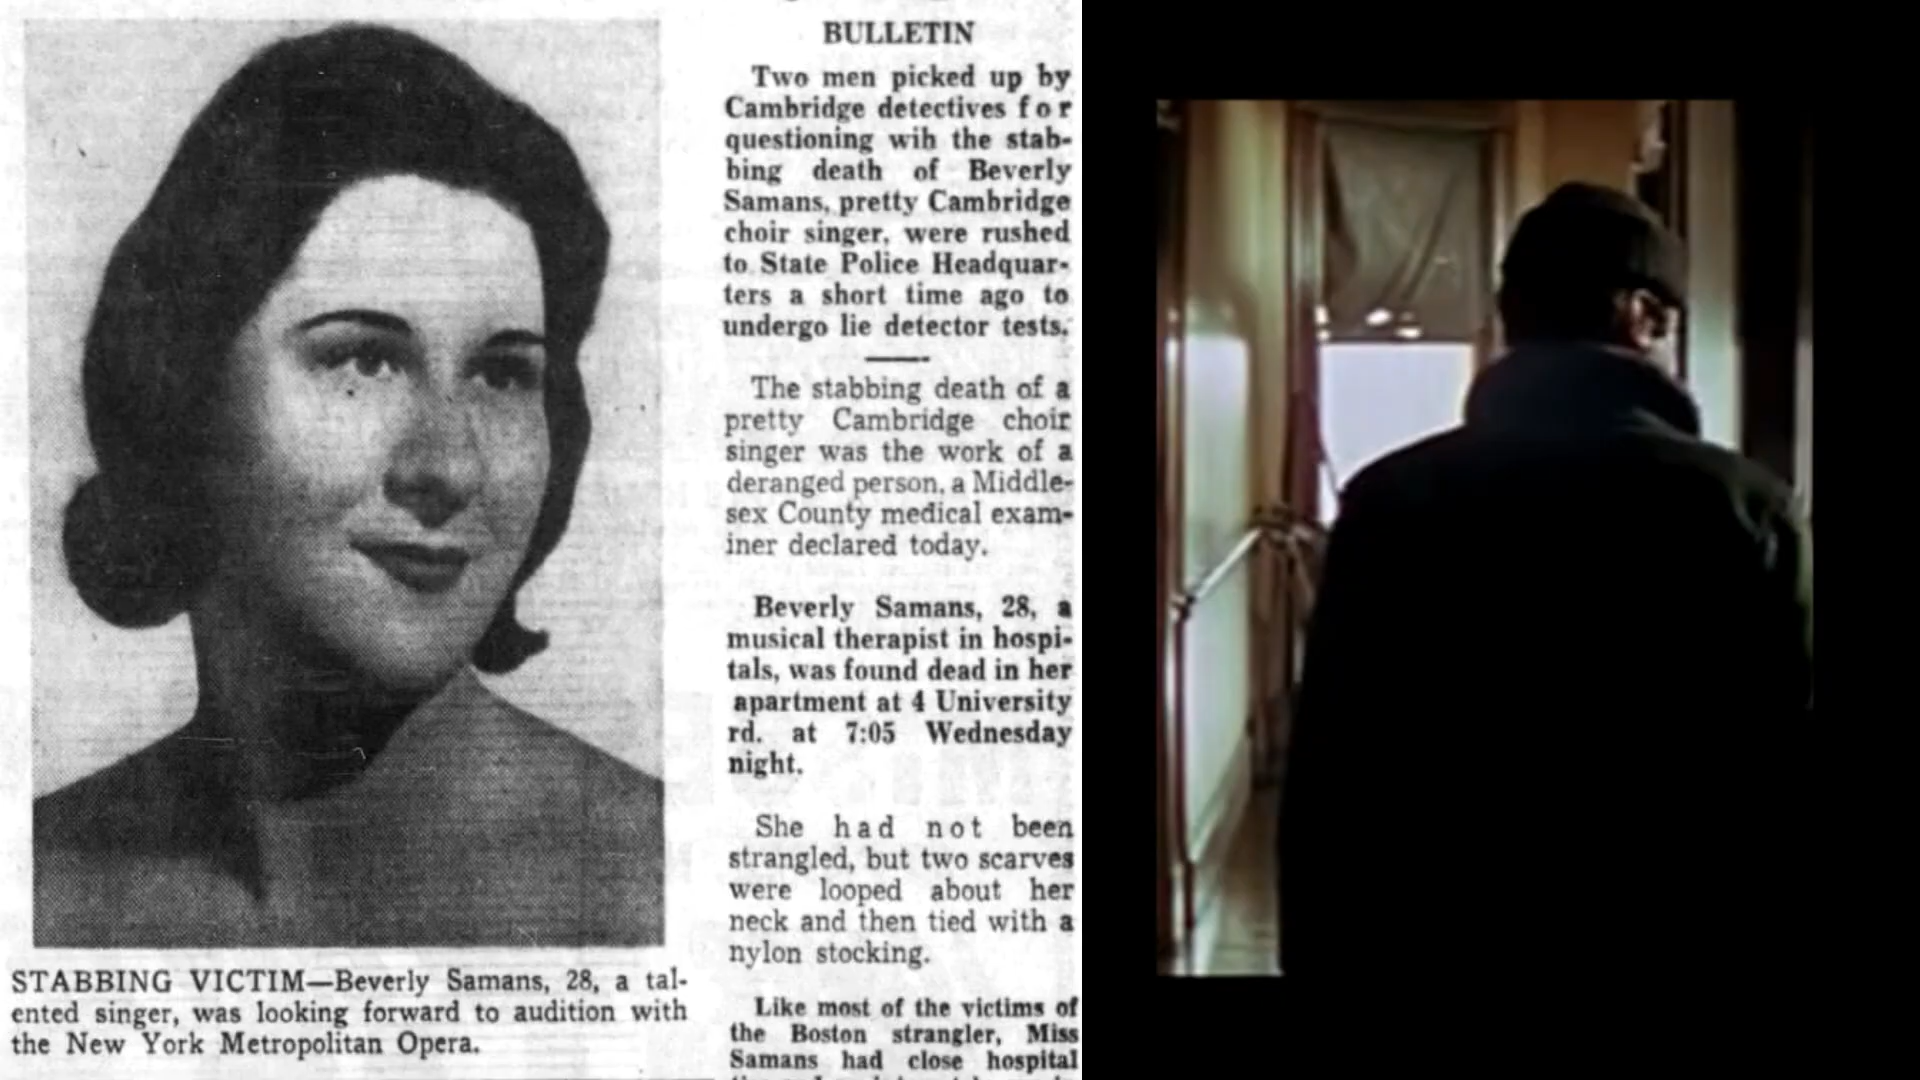 BULLETIN
Two men picked up by
Cambridge detectives for
questioning wih the stab-
bing death of Beverly
Samans, pretty Cambridge
choir singer, were rushed
to State Police Headquar-
ters a short time ago to
undergo lie detector tests.
The stabbing death of a
pretty Cambridge choir
singer was the work of a
deranged person, a Middle-
sex County medical exam-
iner declared today.
Beverly Samans, 28, a
musical therapist in hospi-
tals, was found dead in her
apartment at 4 University
rd. at 7:05 Wednesday
night.
She had not been
strangled, but two scarves
were looped about her
neck and then tied with a
nylon stocking.
Like most of the victims of
the Boston strangler, Miss
Samans had close hospital
STABBING VICTIM—Beverly Samans, 28, a tal-
ented singer, was looking forward to audition with
the New York Metropolitan Opera.